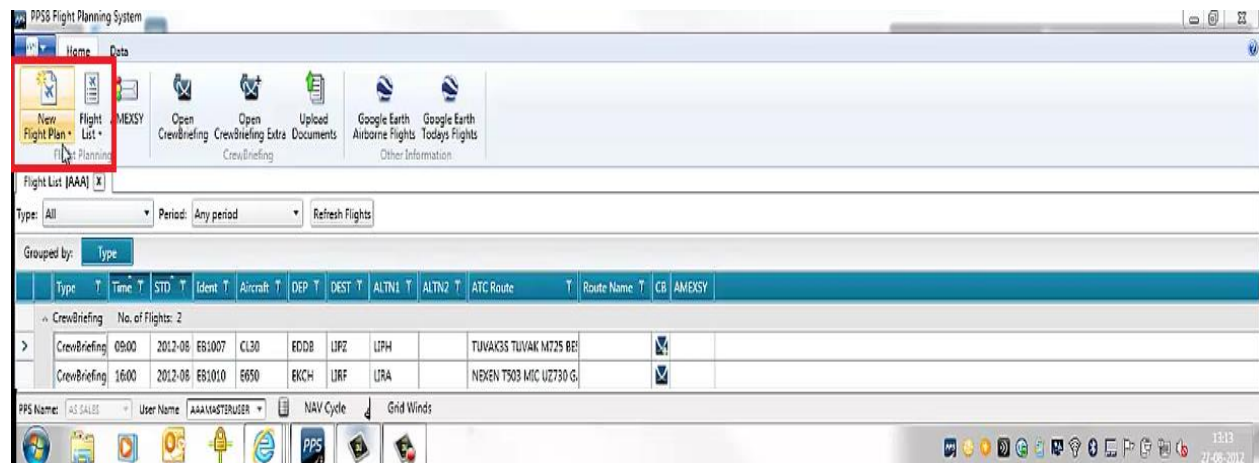 PPS8 Flight Planning System
Home Data
New Flight Plan
Flight List
AMEXSY
Open CrewBriefing
Open CrewBriefing Extra
Upload Documents
Google Earth Airborne Flights
Google Earth Todays Flights
Flight Planning
CrewBriefing
Other Information
Flight List [AAA] X
Type: All Period: Any period Refresh Flights
Grouped by: Type
Type Time STD Ident Aircraft DEP DEST ALTN1 ALTN2 ATC Route Route Name CB AMEXSY
CrewBriefing No. of Flights: 2
CrewBriefing 09:00 2012-08 EB1007 CL30 EDDB LIPZ LIPH TUVAK3S TUVAK M725 BE
CrewBriefing 16:00 2012-08 EB1010 E650 EKCH LIRF LIRA NEXEN T503 MIC UZ730 G
PPS Name: AS SALES User Name AAAMASTERUSER NAV Cycle Grid Winds
PPS
13:13
27-08-2012